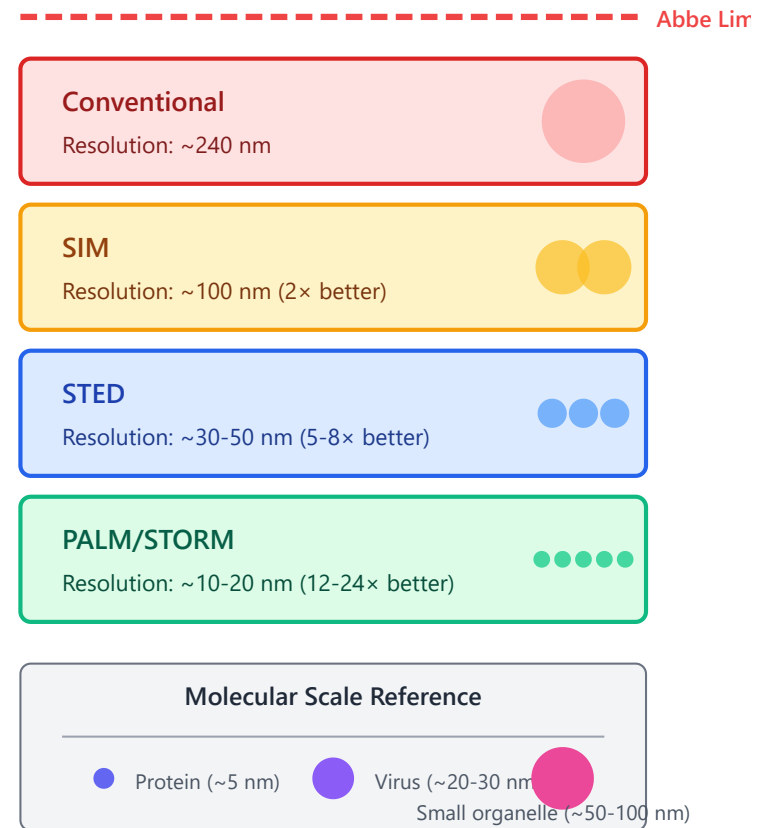 Abbe Lim
Conventional
Resolution: ~240 nm
SIM
Resolution: ~100 nm (2× better)
STED
Resolution: ~30-50 nm (5-8× better)
PALM/STORM
Resolution: ~10-20 nm (12-24× better)
Molecular Scale Reference
Protein (~5 nm)
Virus (~20-30 nm
Small organelle (~50-100 nm)